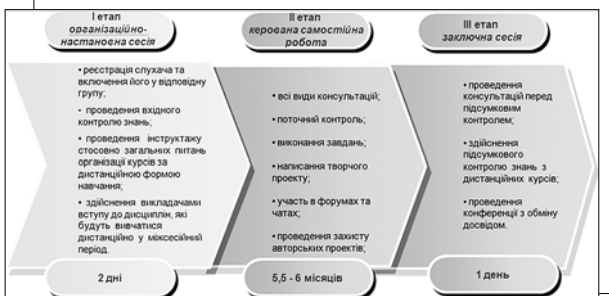 І етап
організаційно-
настановна сесія
• реєстрація слухача та
включення його у відповідну
групу;
- проведення вхідного
контролю знань;
• проведення інструктажу
стосовно загальних питань
організації курсів за
дистанційною формою
навчання;
• здійснення викладачами
вступу до дисциплін, які
будуть вивчатися
дистанційно у міжсесійний
період.
2 дні
ІІ етап
керована самостійна
робота
• всі види консультацій;
• поточний контроль;
• виконання завдань;
• написання творчого
проекту;
• участь в форумах та
чатах;
• проведення захисту
авторських проектів;
5,5 - 6 місяців
ІІІ етап
заключна сесія
• проведення
консультацій перед
підсумковим
контролем;
• здійснення
підсумкового
контролю знань з
дистанційних курсів;
• проведення
конференції з обміну
досвідом.
1 день